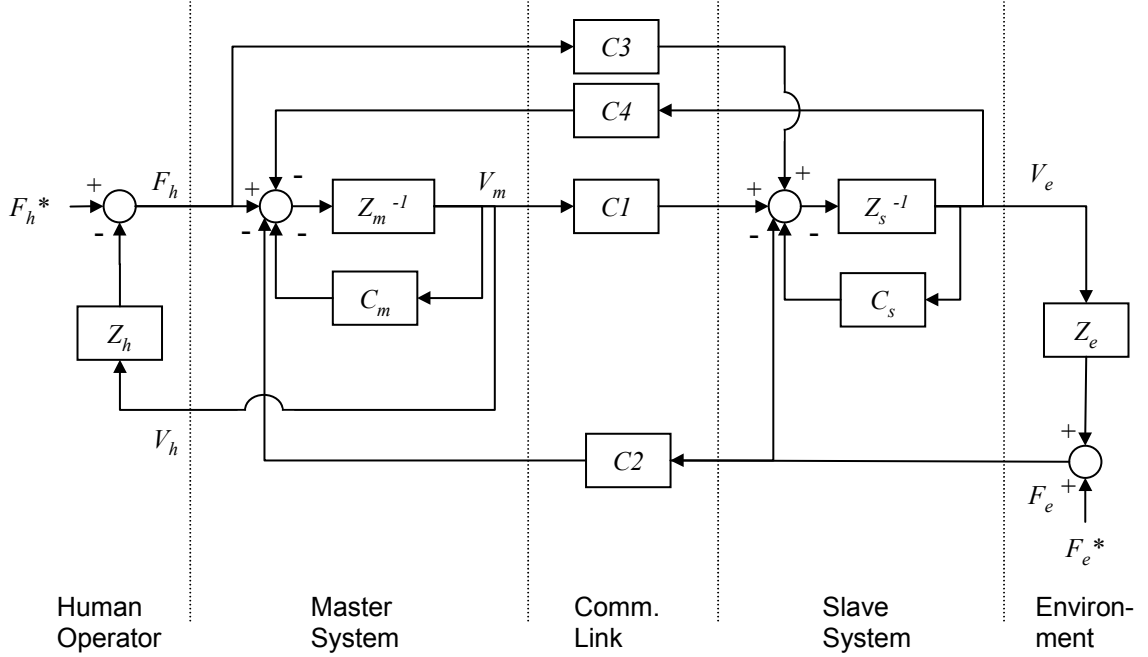 C3
C4
+
-
+
F_h*
+
F_h
+
-
Z_m^-1
V_m
C1
+
Z_s^-1
V_e
-
-
-
-
-
C_m
C_s
Z_h
Z_e
V_h
C2
+
+
F_e
F_e*
Human
Operator
Master
System
Comm.
Link
Slave
System
Environ-
ment